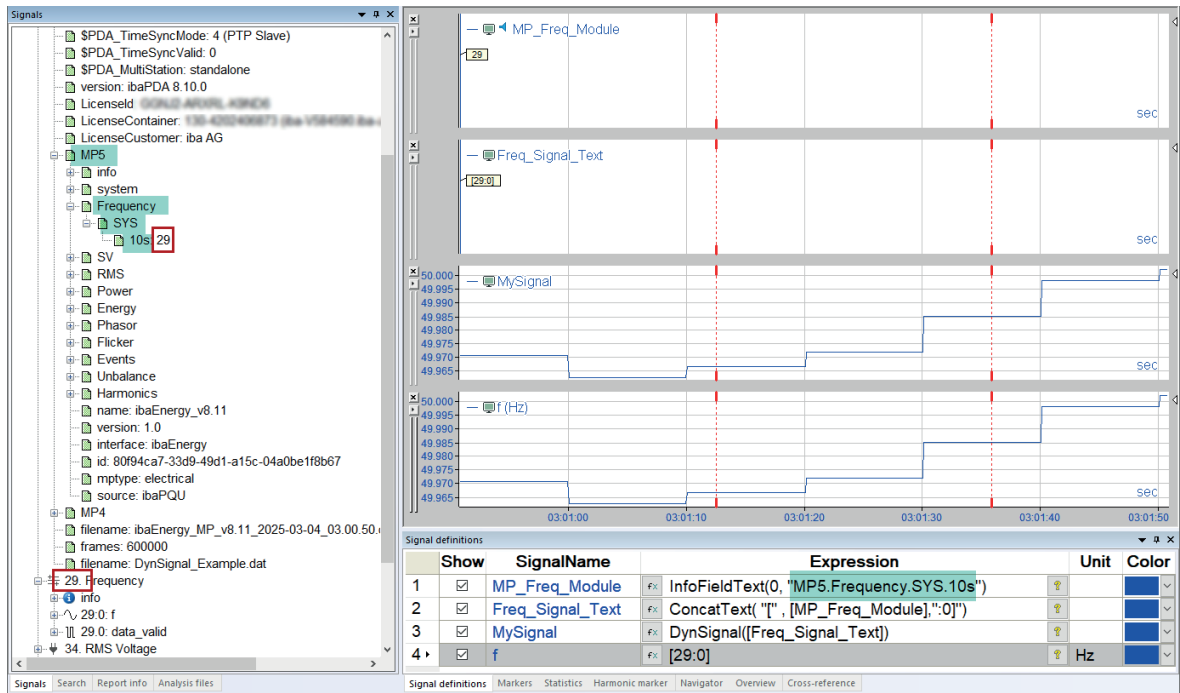 Signals
$PDA_TimeSyncMode: 4 (PTP Slave)
$PDA_TimeSyncValid: 0
$PDA_MultiStation: standalone
version: ibaPDA 8.10.0
LicenseId:
LicenseContainer:
LicenseCustomer: iba AG
MP5
info
system
Frequency
SYS
10s: 29
SV
RMS
Power
Energy
Phasor
Flicker
Events
Unbalance
Harmonics
name: ibaEnergy_v8.11
version: 1.0
interface: ibaEnergy
id: 80f94ca7-33d9-49d1-a15c-04a0be1f8b67
mptype: electrical
source: ibaPQU
MP4
filename: ibaEnergy_MP_v8.11_2025-03-04_03.00.50.
frames: 600000
filename: DynSignal_Example.dat
29. Frequency
info
29:0: f
29.0: data_valid
34. RMS Voltage
Signals Search Report info Analysis files
MP_Freq_Module
29
sec
Freq_Signal_Text
[29:0]
sec
MySignal
50.000
49.995
49.990
49.985
49.980
49.975
49.970
49.965
sec
f (Hz)
50.000
49.995
49.990
49.985
49.980
49.975
49.970
49.965
sec
03:01:00 03:01:10 03:01:20 03:01:30 03:01:40 03:01:50
Signal definitions
Show SignalName Expression Unit Color
1 MP_Freq_Module fx InfoFieldText(0, "MP5.Frequency.SYS.10s") ?
2 Freq_Signal_Text fx ConcatText( "[" , [MP_Freq_Module],":0]") ?
3 MySignal fx DynSignal([Freq_Signal_Text]) ?
4 f fx [29:0] ? Hz
Signal definitions Markers Statistics Harmonic marker Navigator Overview Cross-reference